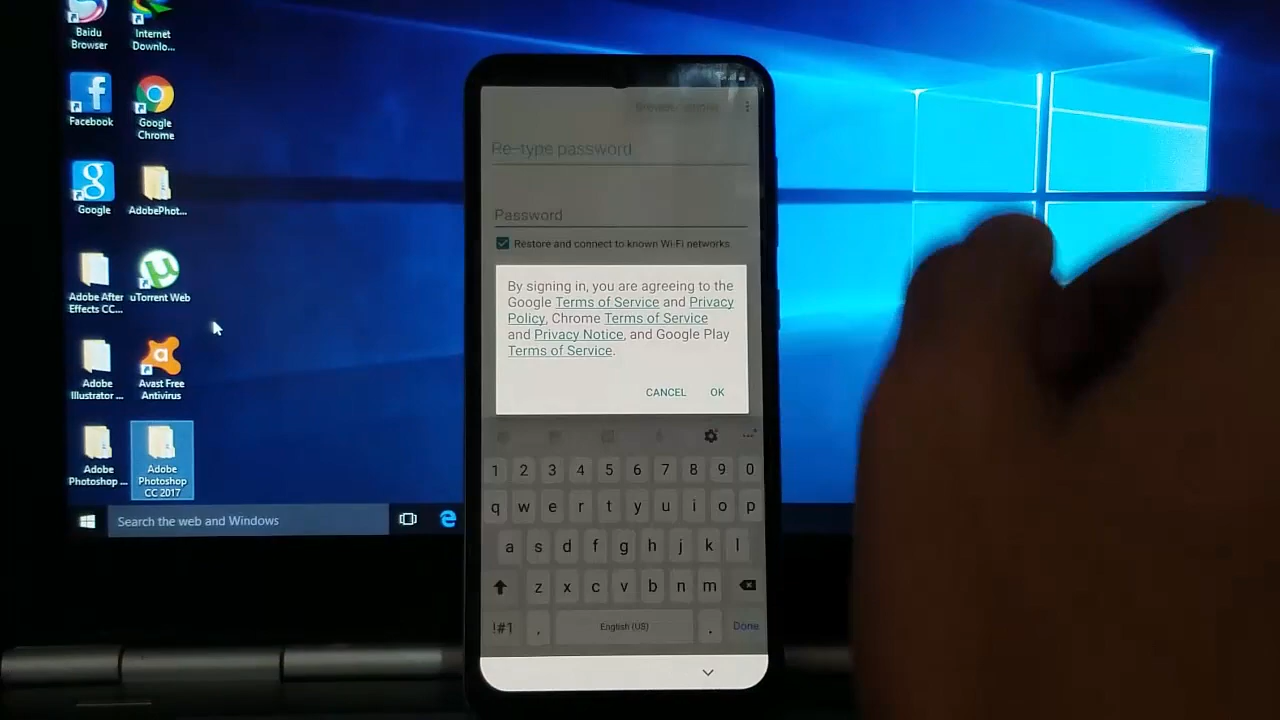 Baidu
Browser
Internet
Downlo...
Facebook
Google
Chrome
Google
AdobePhot...
Adobe After
Effects CC...
uTorrent Web
Adobe
Illustrator ...
Avast Free
Antivirus
Adobe
Photoshop ...
Adobe
Photoshop
CC 2017
Search the web and Windows
Re-type password
Password
Restore and connect to known Wi-Fi networks
By signing in, you are agreeing to the
Google Terms of Service and Privacy
Policy, Chrome Terms of Service
and Privacy Notice, and Google Play
Terms of Service.
CANCEL OK
1 2 3 4 5 6 7 8 9 0
q w e r t y u i o p
a s d f g h j k l
z x c v b n m
!#1 , English (US) . Done